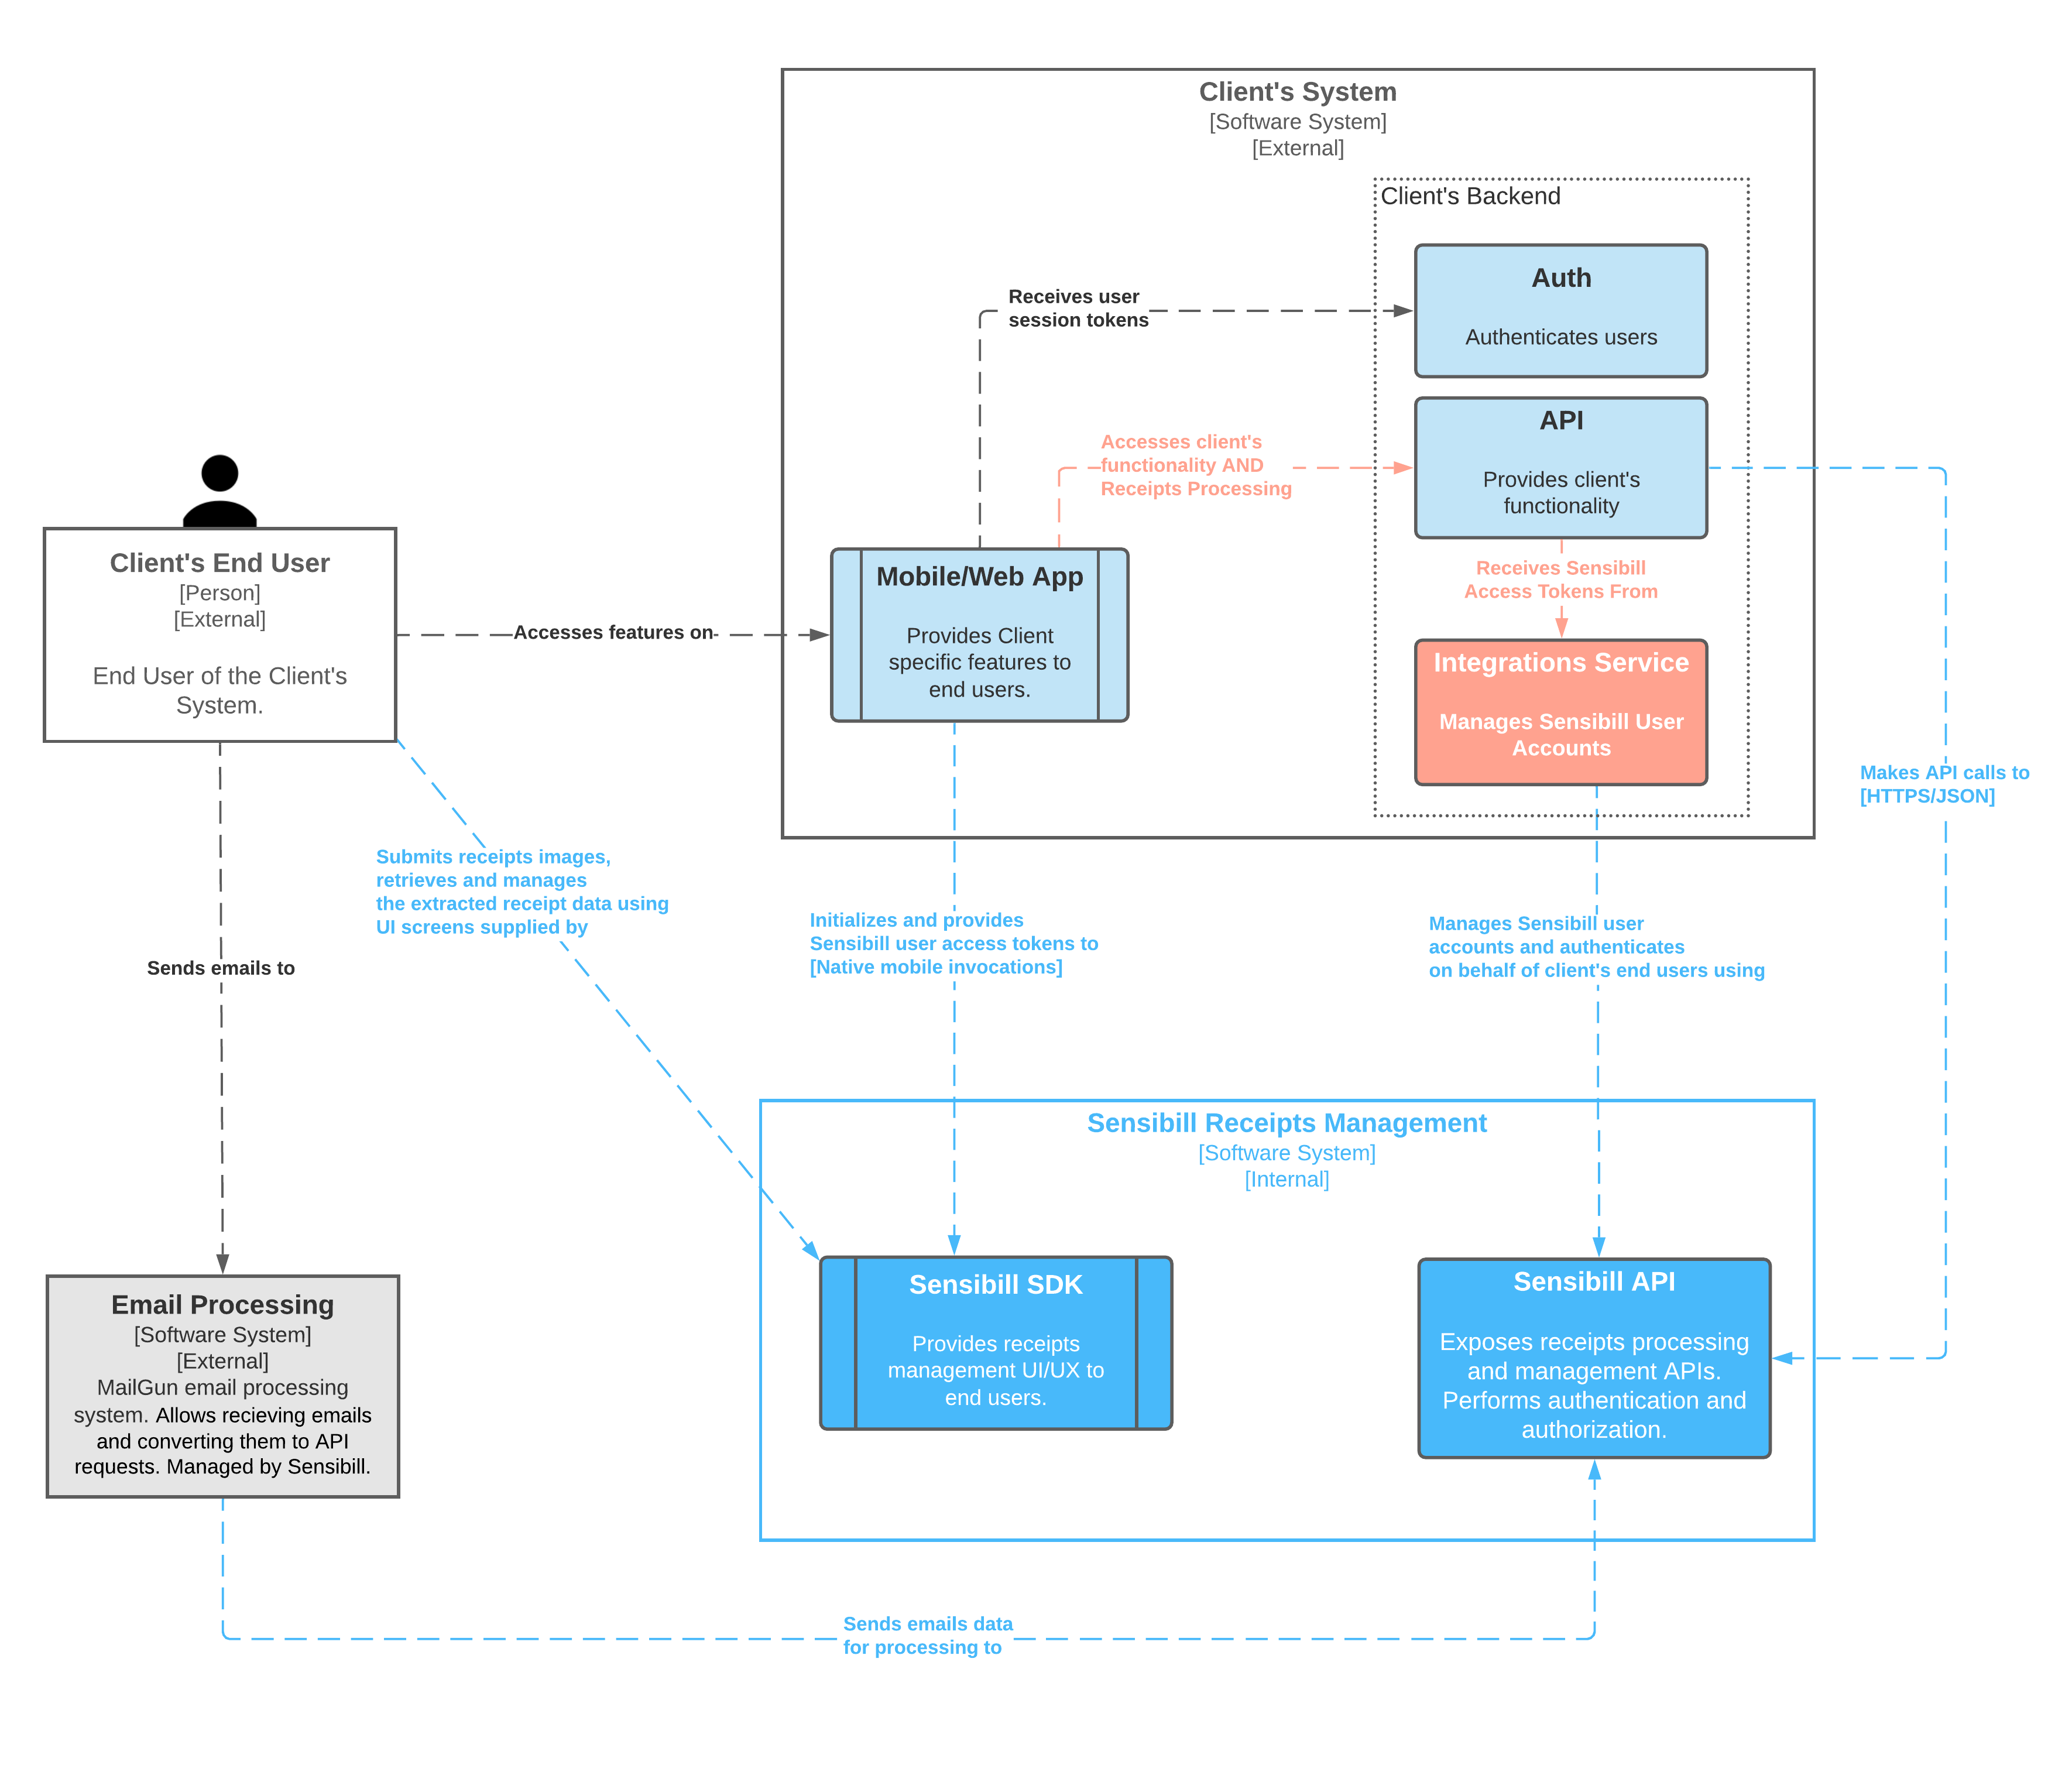 Client's System
[Software System]
[External]
Client's Backend
Auth
Authenticates users
Receives user
session tokens
API
Provides client's
functionality
Accesses client's
functionality AND
Receipts Processing
Receives Sensibill
Access Tokens From
Integrations Service
Manages Sensibill User
Accounts
Mobile/Web App
Provides Client
specific features to
end users.
Client's End User
[Person]
[External]
End User of the Client's
System.
Accesses features on
Makes API calls to
[HTTPS/JSON]
Submits receipts images,
retrieves and manages
the extracted receipt data using
UI screens supplied by
Sends emails to
Initializes and provides
Sensibill user access tokens to
[Native mobile invocations]
Manages Sensibill user
accounts and authenticates
on behalf of client's end users using
Sensibill Receipts Management
[Software System]
[Internal]
Sensibill SDK
Provides receipts
management UI/UX to
end users.
Sensibill API
Exposes receipts processing
and management APIs.
Performs authentication and
authorization.
Email Processing
[Software System]
[External]
MailGun email processing
system. Allows recieving emails
and converting them to API
requests. Managed by Sensibill.
Sends emails data
for processing to